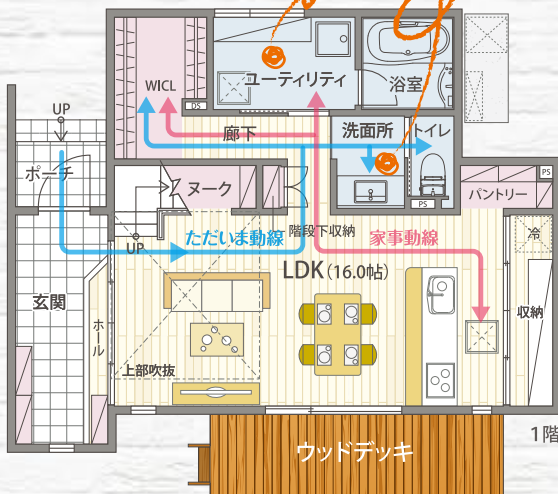 ユーティリティ
浴室
WICL
DS
UP
廊下
洗面所
トイレ
ポーチ
ヌーク
PS
パントリー
PS
UP
ただいま動線
階段下収納
家事動線
冷
LDK(16.0帖)
玄関
ホール
収納
上部吹抜
1階
ウッドデッキ